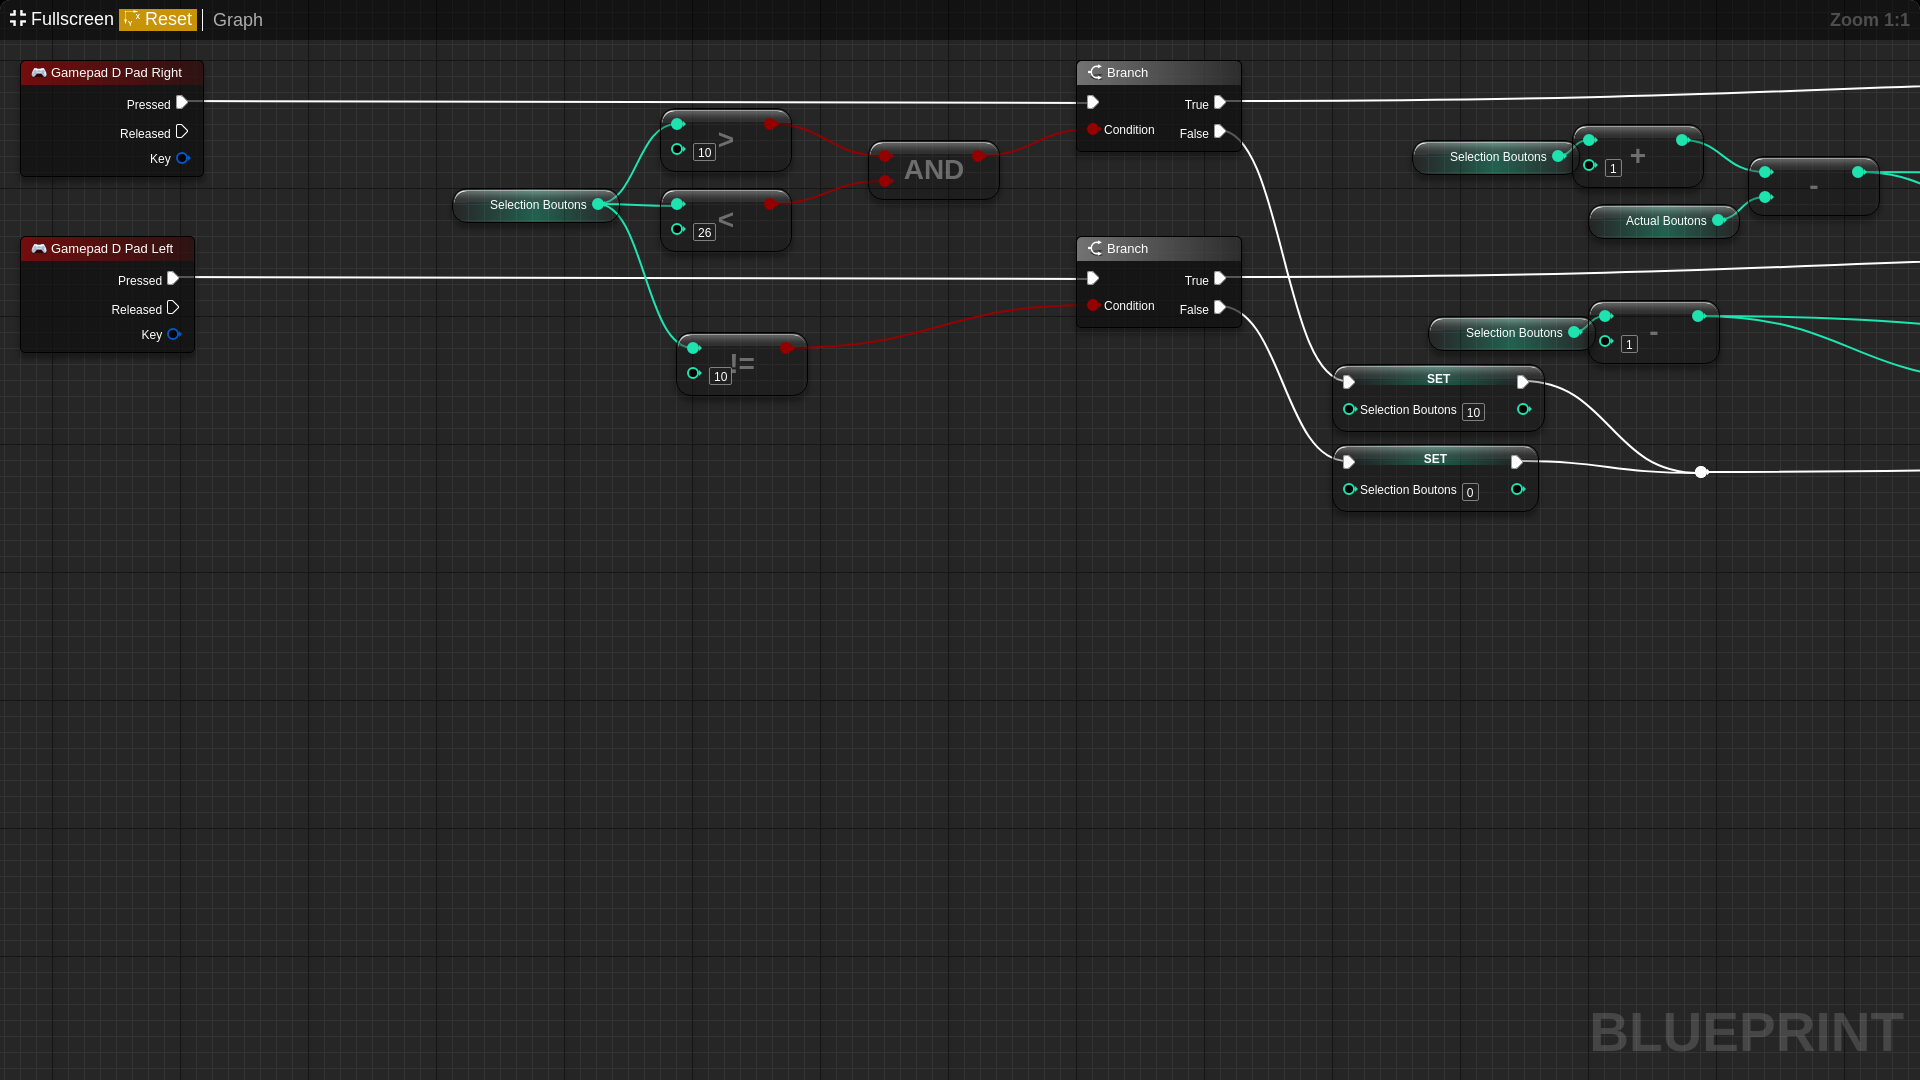 Fullscreen Reset Graph
Zoom 1:1
Gamepad D Pad Right
Pressed
Released
Key
Gamepad D Pad Left
Pressed
Released
Key
Selection Boutons
>
10
<
26
!=
10
AND
Branch
True
Condition
False
Branch
True
Condition
False
Selection Boutons
+
1
Actual Boutons
-
Selection Boutons
-
1
SET
Selection Boutons 10
SET
Selection Boutons 0
BLUEPRINT